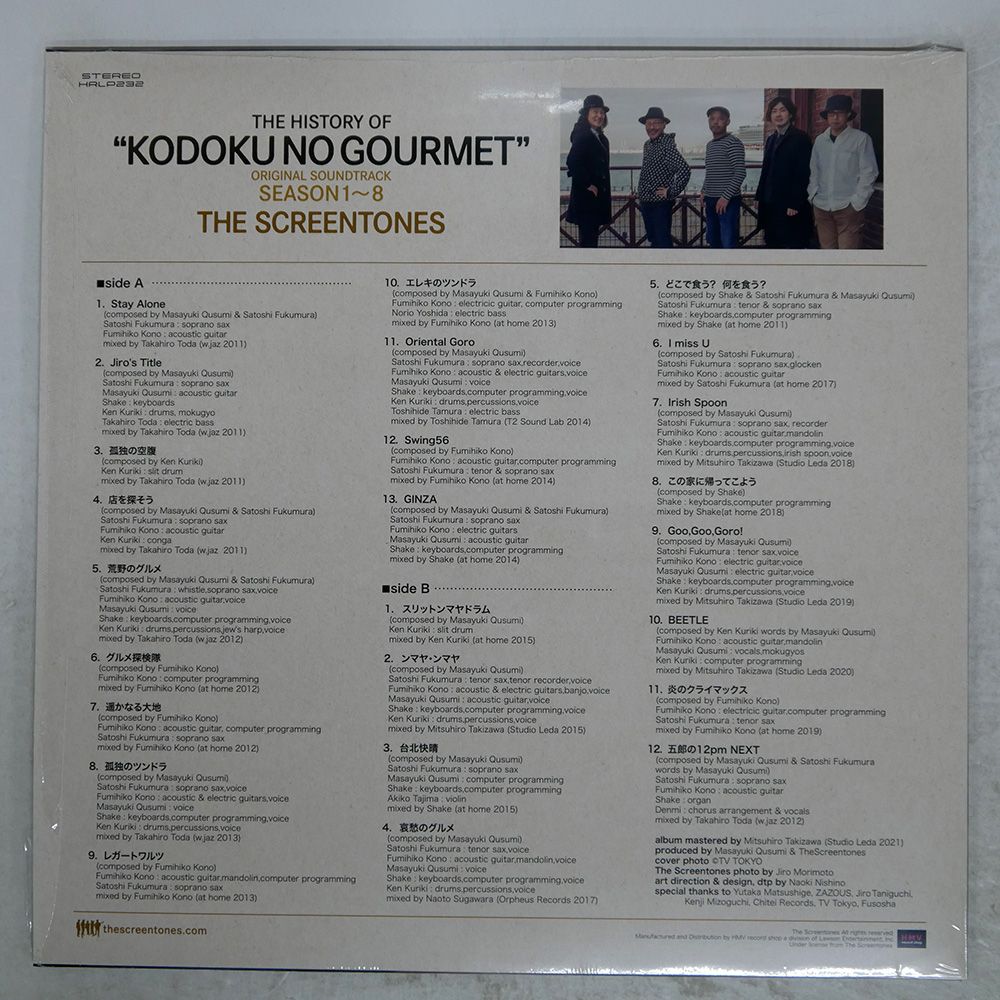 STEREO
HRLP232
THE HISTORY OF
“KODOKU NO GOURMET”
ORIGINAL SOUNDTRACK
SEASON 1〜8
THE SCREENTONES
■side A
1. Stay Alone
(composed by Masayuki Qusumi & Satoshi Fukumura)
Satoshi Fukumura : soprano sax
Fumihiko Kono : acoustic guitar
mixed by Takahiro Toda (w.jaz 2011)
2. Jiro's Title
(composed by Masayuki Qusumi)
Satoshi Fukumura : soprano sax
Masayuki Qusumi : acoustic guitar
Shake : keyboards
Ken Kuriki : drums, mokugyo
Takahiro Toda : electric bass
mixed by Takahiro Toda (w.jaz 2011)
3. 孤独の空腹
(composed by Ken Kuriki)
Ken Kuriki : slit drum
mixed by Takahiro Toda (w.jaz 2011)
4. 店を探そう
(composed by Masayuki Qusumi & Satoshi Fukumura)
Satoshi Fukumura : soprano sax
Fumihiko Kono : acoustic guitar
Ken Kuriki : conga
mixed by Takahiro Toda (w.jaz 2011)
5. 荒野のグルメ
(composed by Masayuki Qusumi & Satoshi Fukumura)
Satoshi Fukumura : whistle,soprano sax,voice
Fumihiko Kono : acoustic guitar,voice
Masayuki Qusumi : voice
Shake : keyboards,computer programming,voice
Ken Kuriki : drums,percussions,jew's harp,voice
mixed by Takahiro Toda (w.jaz 2012)
6. グルメ探検隊
(composed by Fumihiko Kono)
Fumihiko Kono : computer programming
mixed by Fumihiko Kono (at home 2012)
7. 遥かなる大地
(composed by Fumihiko Kono)
Fumihiko Kono : acoustic guitar, computer programming
Satoshi Fukumura : soprano sax
mixed by Fumihiko Kono (at home 2012)
8. 孤独のツンドラ
(composed by Masayuki Qusumi)
Satoshi Fukumura : soprano sax,voice
Fumihiko Kono : acoustic & electric guitars,voice
Masayuki Qusumi : voice
Shake : keyboards,computer programming,voice
Ken Kuriki : drums,percussions,voice
mixed by Takahiro Toda (w.jaz 2013)
9. レガートワルツ
(composed by Fumihiko Kono)
Fumihiko Kono : acoustic guitar,mandolin,computer programming
Satoshi Fukumura : soprano sax
mixed by Fumihiko Kono (at home 2013)
10. エレキのツンドラ
(composed by Masayuki Qusumi & Fumihiko Kono)
Fumihiko Kono : electricic guitar, computer programming
Norio Yoshida : electric bass
mixed by Fumihiko Kono (at home 2013)
11. Oriental Goro
(composed by Masayuki Qusumi)
Satoshi Fukumura : soprano sax,recorder,voice
Fumihiko Kono : acoustic & electric guitars,voice
Masayuki Qusumi : voice
Shake : keyboards,computer programming,voice
Ken Kuriki : drums,percussions,voice
Toshihide Tamura : electric bass
mixed by Toshihide Tamura (T2 Sound Lab 2014)
12. Swing56
(composed by Fumihiko Kono)
Fumihiko Kono : acoustic guitar,computer programming
Satoshi Fukumura : tenor & soprano sax
mixed by Fumihiko Kono (at home 2014)
13. GINZA
(composed by Masayuki Qusumi & Satoshi Fukumura)
Satoshi Fukumura : soprano sax
Fumihiko Kono : electric guitars
Masayuki Qusumi : acoustic guitar
Shake : keyboards,computer programming
mixed by Shake (at home 2014)
■side B
1. スリットンマヤドラム
(composed by Masayuki Qusumi)
Ken Kuriki : slit drum
mixed by Ken Kuriki (at home 2015)
2. ンマヤ・ンマヤ
(composed by Masayuki Qusumi)
Satoshi Fukumura : tenor sax,tenor recorder,voice
Fumihiko Kono : acoustic & electric guitars,banjo,voice
Masayuki Qusumi : acoustic guitar,voice
Shake : keyboards,computer programming,voice
Ken Kuriki : drums,percussions,voice
mixed by Mitsuhiro Takizawa (Studio Leda 2015)
3. 台北快晴
(composed by Masayuki Qusumi)
Satoshi Fukumura : soprano sax
Masayuki Qusumi : computer programming
Shake : keyboards,computer programming
Akiko Tajima : violin
mixed by Shake (at home 2015)
4. 哀愁のグルメ
(composed by Masayuki Qusumi)
Satoshi Fukumura : tenor sax,voice
Fumihiko Kono : acoustic guitar,mandolin,voice
Masayuki Qusumi : voice
Shake : keyboards,computer programming,voice
Ken Kuriki : drums,percussions,voice
mixed by Naoto Sugawara (Orpheus Records 2017)
5. どこで食う? 何を食う?
(composed by Shake & Satoshi Fukumura & Masayuki Qusumi)
Satoshi Fukumura : tenor & soprano sax
Shake : keyboards,computer programming
mixed by Shake (at home 2011)
6. I miss U
(composed by Satoshi Fukumura)
Satoshi Fukumura : soprano sax,glocken
Fumihiko Kono : acoustic guitar
mixed by Satoshi Fukumura (at home 2017)
7. Irish Spoon
(composed by Masayuki Qusumi)
Satoshi Fukumura : soprano sax, recorder
Fumihiko Kono : acoustic guitar,mandolin
Shake : keyboards,computer programming,voice
Ken Kuriki : drums,percussions,irish spoon,voice
mixed by Mitsuhiro Takizawa (Studio Leda 2018)
8. この家に帰ってこよう
(composed by Shake)
Shake : keyboards,computer programming
mixed by Shake(at home 2018)
9. Goo,Goo,Goro!
(composed by Masayuki Qusumi)
Satoshi Fukumura : tenor sax,voice
Fumihiko Kono : electric guitar,voice
Masayuki Qusumi : electric guitar,voice
Shake : keyboards,computer programming,voice
Ken Kuriki : drums,percussions,voice
mixed by Mitsuhiro Takizawa (Studio Leda 2019)
10. BEETLE
(composed by Ken Kuriki words by Masayuki Qusumi)
Fumihiko Kono : acoustic guitar,mandolin
Masayuki Qusumi : vocals,mokugyos
Ken Kuriki : computer programming
mixed by Mitsuhiro Takizawa (Studio Leda 2020)
11. 炎のクライマックス
(composed by Fumihiko Kono)
Fumihiko Kono : electricic guitar,computer programming
Satoshi Fukumura : tenor sax
mixed by Fumihiko Kono (at home 2019)
12. 五郎の12pm NEXT
(composed by Masayuki Qusumi & Satoshi Fukumura
words by Masayuki Qusumi)
Satoshi Fukumura : soprano sax
Fumihiko Kono : acoustic guitar
Shake : organ
Denmi : chorus arrangement & vocals
mixed by Takahiro Toda (w.jaz 2012)
album mastered by Mitsuhiro Takizawa (Studio Leda 2021)
produced by Masayuki Qusumi & TheScreentones
cover photo ©TV TOKYO
The Screentones photo by Jiro Morimoto
art direction & design, dtp by Naoki Nishino
special thanks to Yutaka Matsushige, ZAZOUS, Jiro Taniguchi,
Kenji Mizoguchi, Chitei Records, TV Tokyo, Fusosha
thescreentones.com
The Screentones All rights reserved
Manufactured and Distribution by HMV record shop a division of Lawson Entertainment, Inc
Under license from The Screentones
HMV
record shop